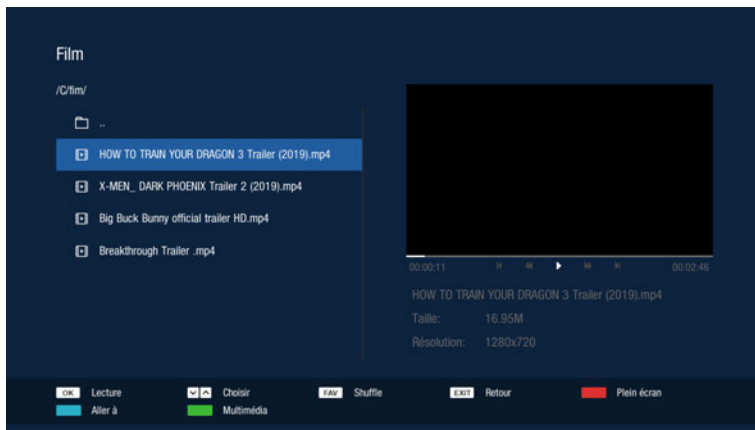 Film
/C/fim/
..
HOW TO TRAIN YOUR DRAGON 3 Trailer (2019).mp4
X-MEN_ DARK PHOENIX Trailer 2 (2019).mp4
Big Buck Bunny official trailer HD.mp4
Breakthrough Trailer .mp4
00:00:11 00:02:46
HOW TO TRAIN YOUR DRAGON 3 Trailer (2019).mp4
Taille: 16.95M
Résolution: 1280x720
OK Lecture Choisir FAV Shuffle EXIT Retour Plein écran
Aller à Multimédia